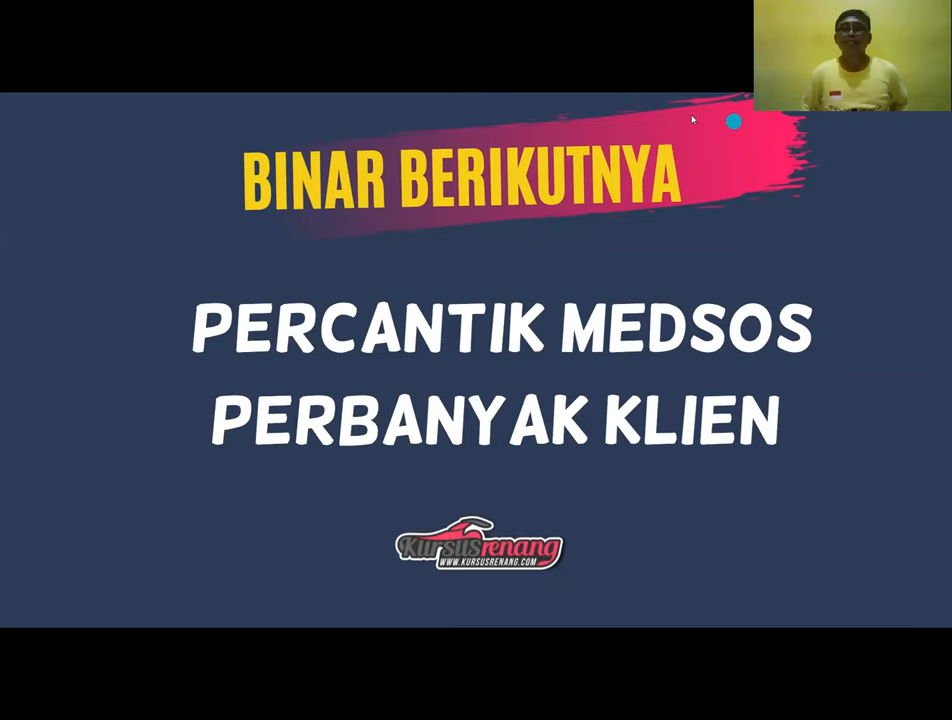 BINAR BERIKUTNYA
PERCANTIK MEDSOS
PERBANYAK KLIEN
Kursusrenang
WWW.KURSUSRENANG.COM